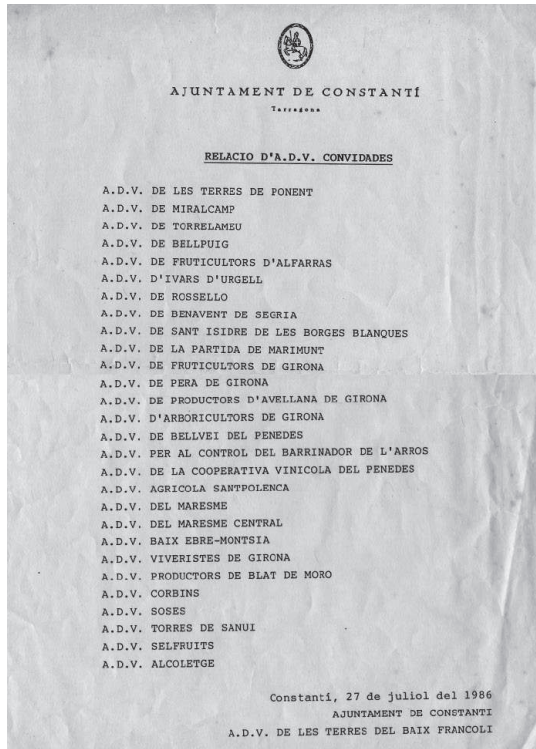 AJUNTAMENT DE CONSTANTÍ
Tarragona
RELACIO D'A.D.V. CONVIDADES
A.D.V. DE LES TERRES DE PONENT
A.D.V. DE MIRALCAMP
A.D.V. DE TORRELAMEU
A.D.V. DE BELLPUIG
A.D.V. DE FRUTICULTORS D'ALFARRAS
A.D.V. D'IVARS D'URGELL
A.D.V. DE ROSSELLO
A.D.V. DE BENAVENT DE SEGRIA
A.D.V. DE SANT ISIDRE DE LES BORGES BLANQUES
A.D.V. DE LA PARTIDA DE MARIMUNT
A.D.V. DE FRUTICULTORS DE GIRONA
A.D.V. DE PERA DE GIRONA
A.D.V. DE PRODUCTORS D'AVELLANA DE GIRONA
A.D.V. D'ARBORICULTORS DE GIRONA
A.D.V. DE BELLVEI DEL PENEDES
A.D.V. PER AL CONTROL DEL BARRINADOR DE L'ARROS
A.D.V. DE LA COOPERATIVA VINICOLA DEL PENEDES
A.D.V. AGRICOLA SANTPOLENCA
A.D.V. DEL MARESME
A.D.V. DEL MARESME CENTRAL
A.D.V. BAIX EBRE-MONTSIA
A.D.V. VIVERISTES DE GIRONA
A.D.V. PRODUCTORS DE BLAT DE MORO
A.D.V. CORBINS
A.D.V. SOSES
A.D.V. TORRES DE SANUI
A.D.V. SELFRUITS
A.D.V. ALCOLETGE
Constantí, 27 de juliol del 1986
AJUNTAMENT DE CONSTANTI
A.D.V. DE LES TERRES DEL BAIX FRANCOLI